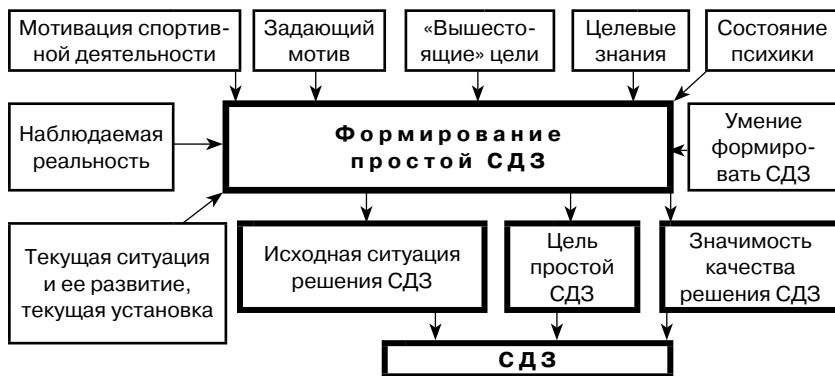 Мотивация спортив-
ной деятельности
Задающий
мотив
«Вышесто-
ящие» цели
Целевые
знания
Состояние
психики
Наблюдаемая
реальность
Формирование
простой СДЗ
Умение
формиро-
вать СДЗ
Текущая ситуация
и ее развитие,
текущая установка
Исходная ситуация
решения СДЗ
Цель
простой
СДЗ
Значимость
качества
решения СДЗ
СДЗ